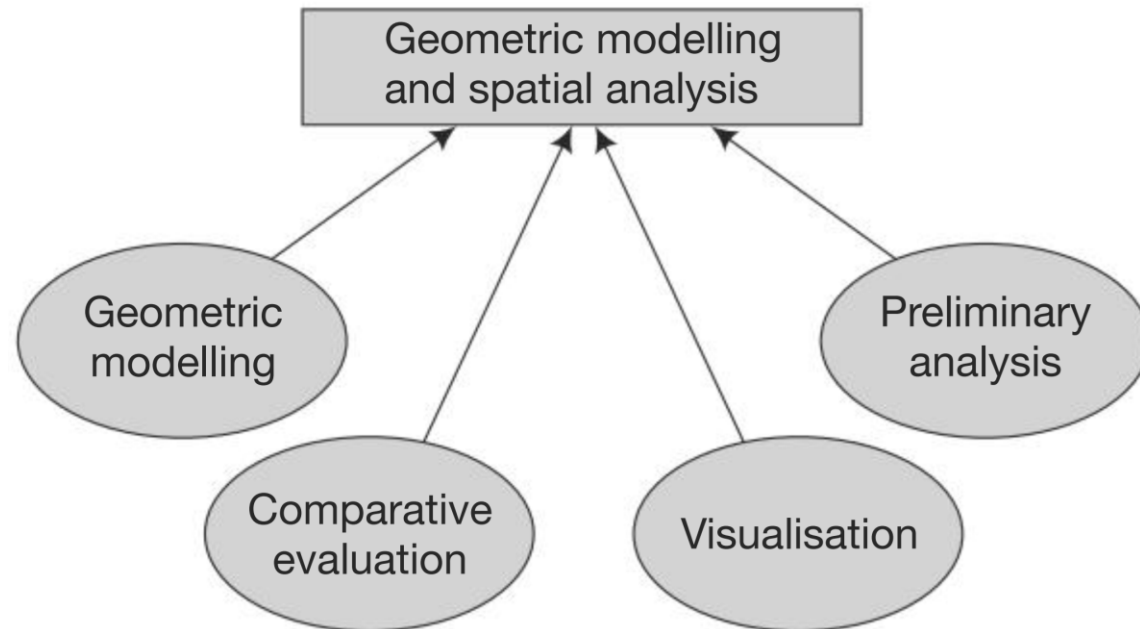 Geometric modelling
and spatial analysis
Geometric
modelling
Preliminary
analysis
Comparative
evaluation
Visualisation